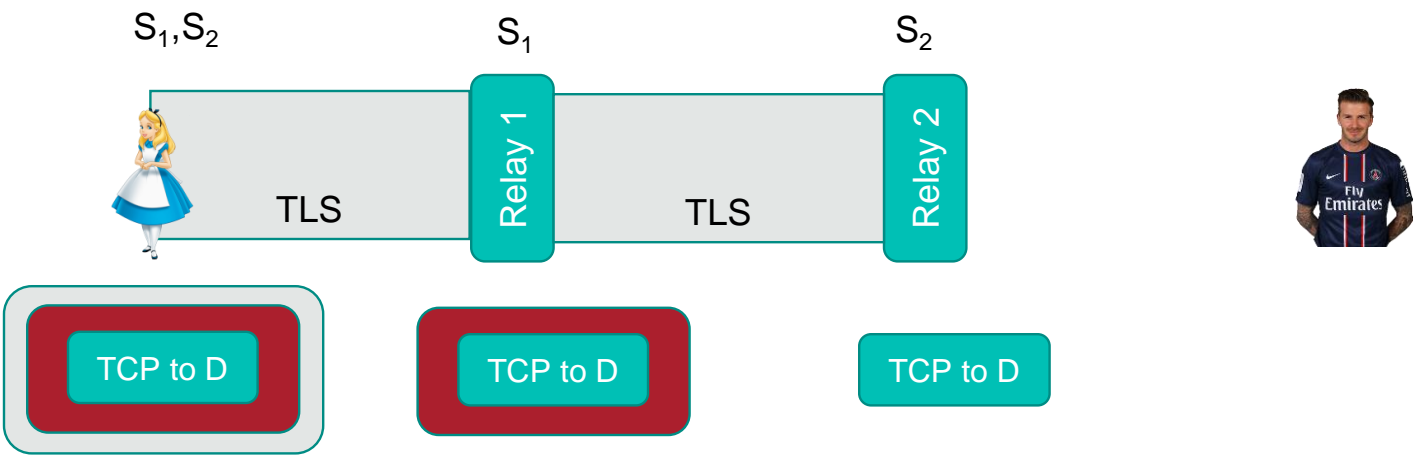 S₁,S₂
S₁
S₂
TLS
Relay 1
TLS
Relay 2
Fly
Emirates
TCP to D
TCP to D
TCP to D